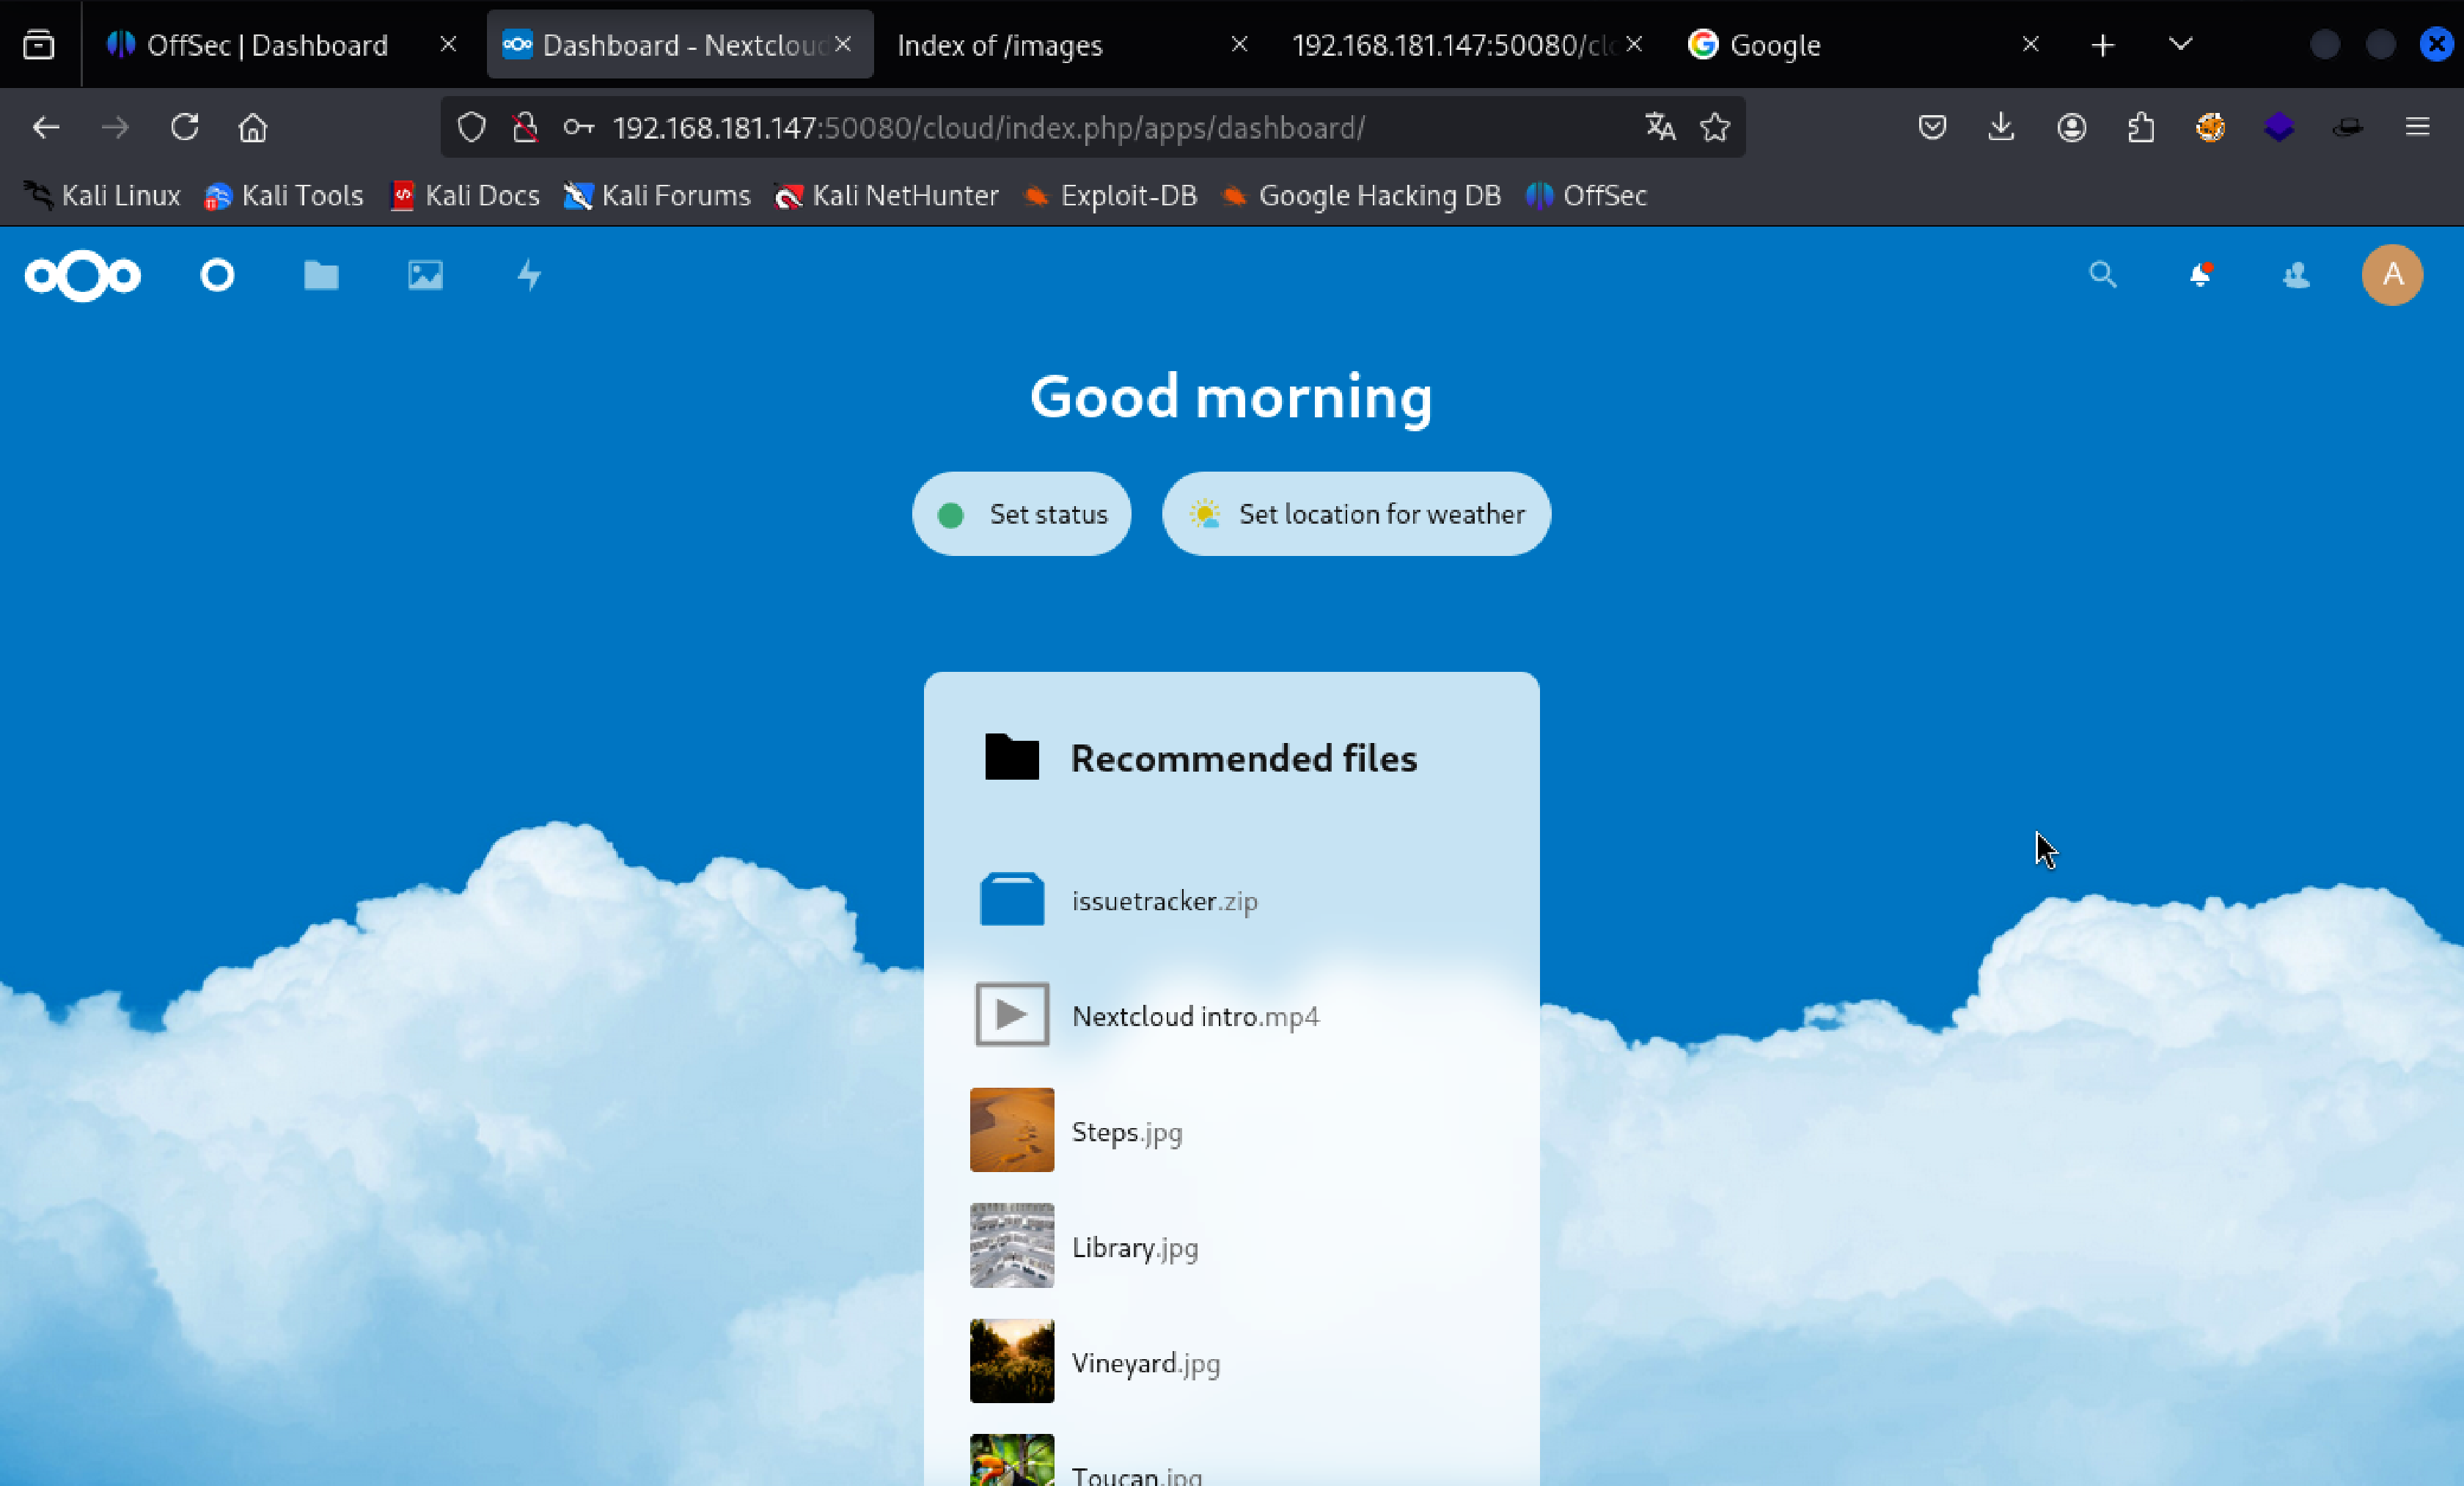 OffSec | Dashboard Dashboard - Nextcloud Index of /images 192.168.181.147:50080/clo Google
192.168.181.147:50080/cloud/index.php/apps/dashboard/
Kali Linux Kali Tools Kali Docs Kali Forums Kali NetHunter Exploit-DB Google Hacking DB OffSec
A
Good morning
Set status Set location for weather
Recommended files
issuetracker.zip
Nextcloud intro.mp4
Steps.jpg
Library.jpg
Vineyard.jpg
Toucan.jpg